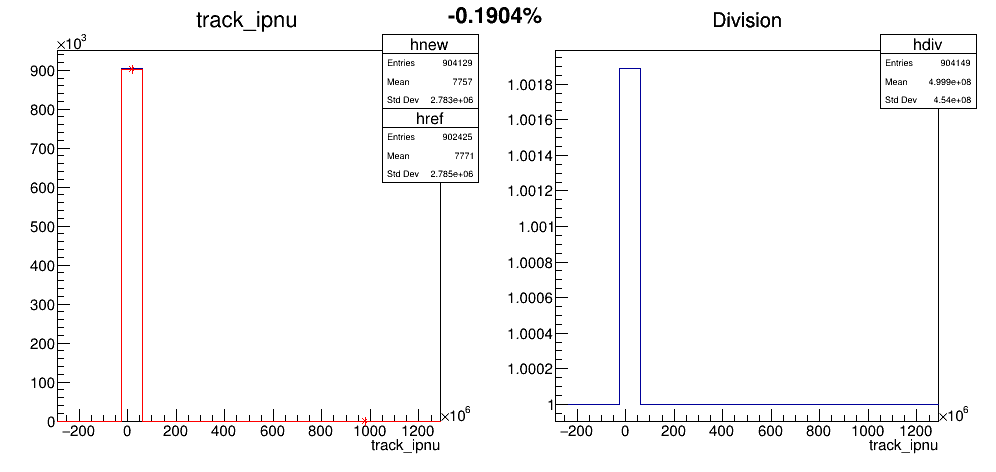 -0.1904%
track_ipnu
×10³
hnew
Entries 904129
Mean 7757
Std Dev 2.783e+06
href
Entries 902425
Mean 7771
Std Dev 2.785e+06
900
800
700
600
500
400
300
200
100
0
−200 0 200 400 600 800 1000 1200
×10⁶
track_ipnu
Division
hdiv
Entries 904149
Mean 4.999e+08
Std Dev 4.54e+08
1.0018
1.0016
1.0014
1.0012
1.001
1.0008
1.0006
1.0004
1.0002
1
−200 0 200 400 600 800 1000 1200
×10⁶
track_ipnu